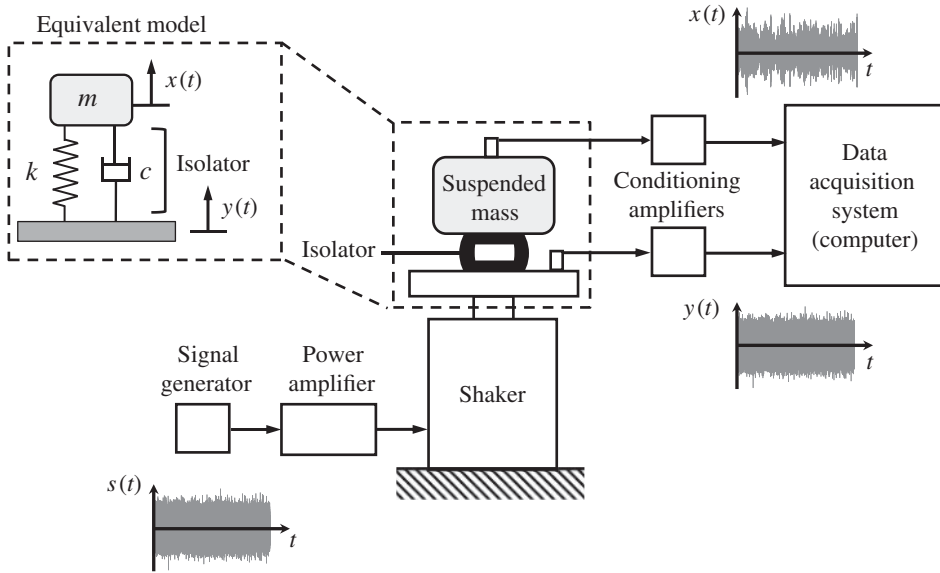 Equivalent model
m
x(t)
k
c
Isolator
y(t)
Isolator
Suspended
mass
Conditioning
amplifiers
x(t)
t
Data
acquisition
system
(computer)
y(t)
t
Signal
generator
Power
amplifier
Shaker
s(t)
t